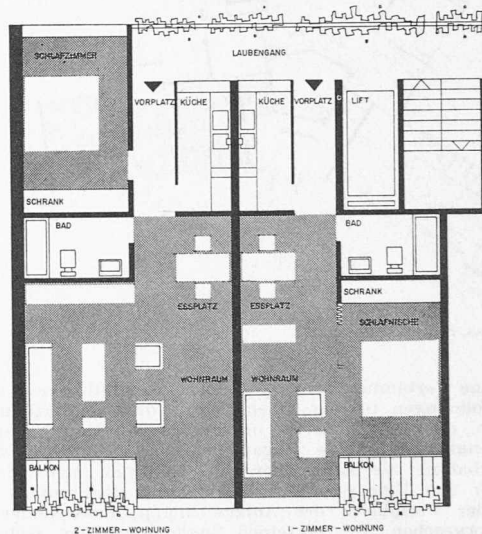 LAUBENGANG
SCHLAFZIMMER
VORPLATZ
KÜCHE
KÜCHE
VORPLATZ
LIFT
SCHRANK
BAD
BAD
SCHRANK
ESSPLATZ
ESSPLATZ
SCHLAFNISCHE
WOHNRAUM
WOHNRAUM
BALKON
BALKON
2-ZIMMER-WOHNUNG
1-ZIMMER-WOHNUNG